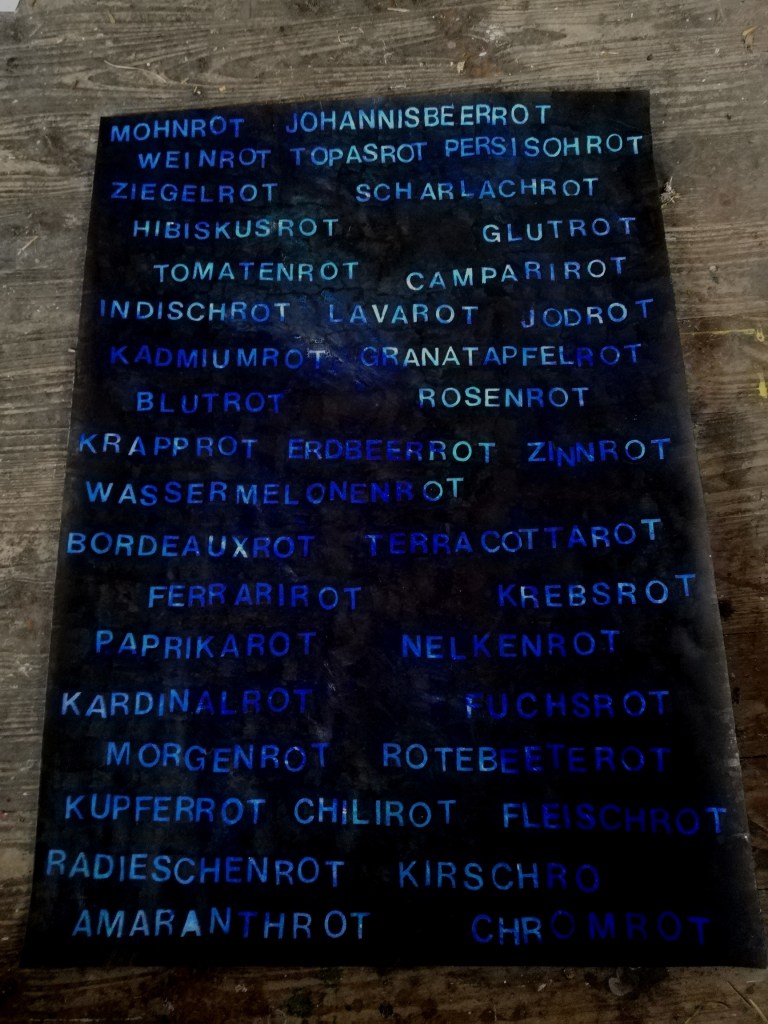 MOHNROT JOHANNISBEERROT
WEINROT TOPASROT PERSISOHROT
ZIEGELROT SCHARLACHROT
HIBISKUSROT GLUTROT
TOMATENROT CAMPARIROT
INDISCHROT LAVAROT JODROT
KADMIUMROT GRANATAPFELROT
BLUTROT ROSENROT
KRAPPROT ERDBEERROT ZINNROT
WASSERMELONENROT
BORDEAUXROT TERRACOTTAROT
FERRARIROT KREBSROT
PAPRIKAROT NELKENROT
KARDINALROT FUCHSROT
MORGENROT ROTEBEETEROT
KUPFERROT CHILIROT FLEISCHROT
RADIESCHENROT KIRSCHRO
AMARANTHROT CHROMROT